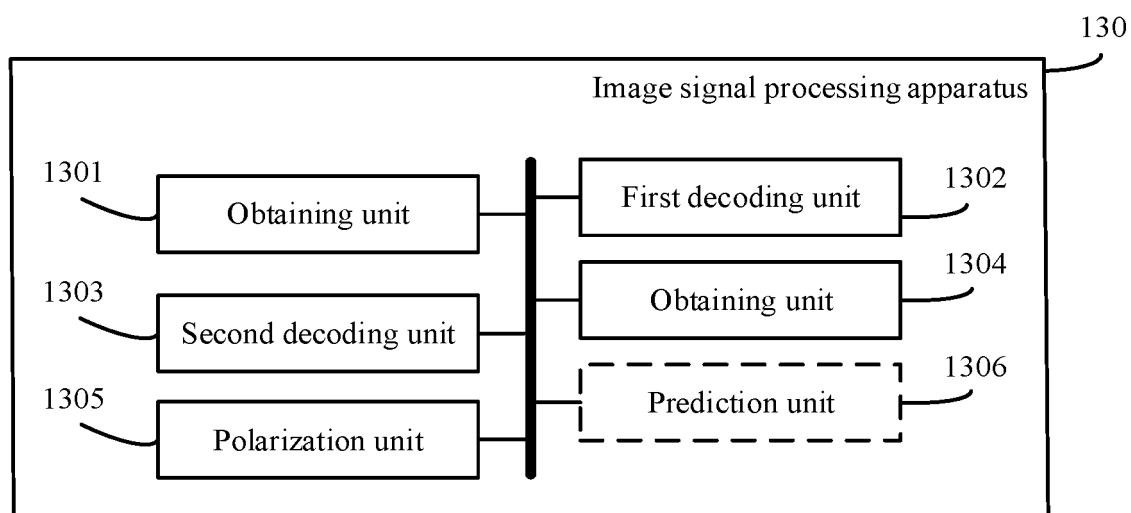 130
Image signal processing apparatus
1301
Obtaining unit
First decoding unit
1302
1303
Second decoding unit
Obtaining unit
1304
1305
Polarization unit
Prediction unit
1306